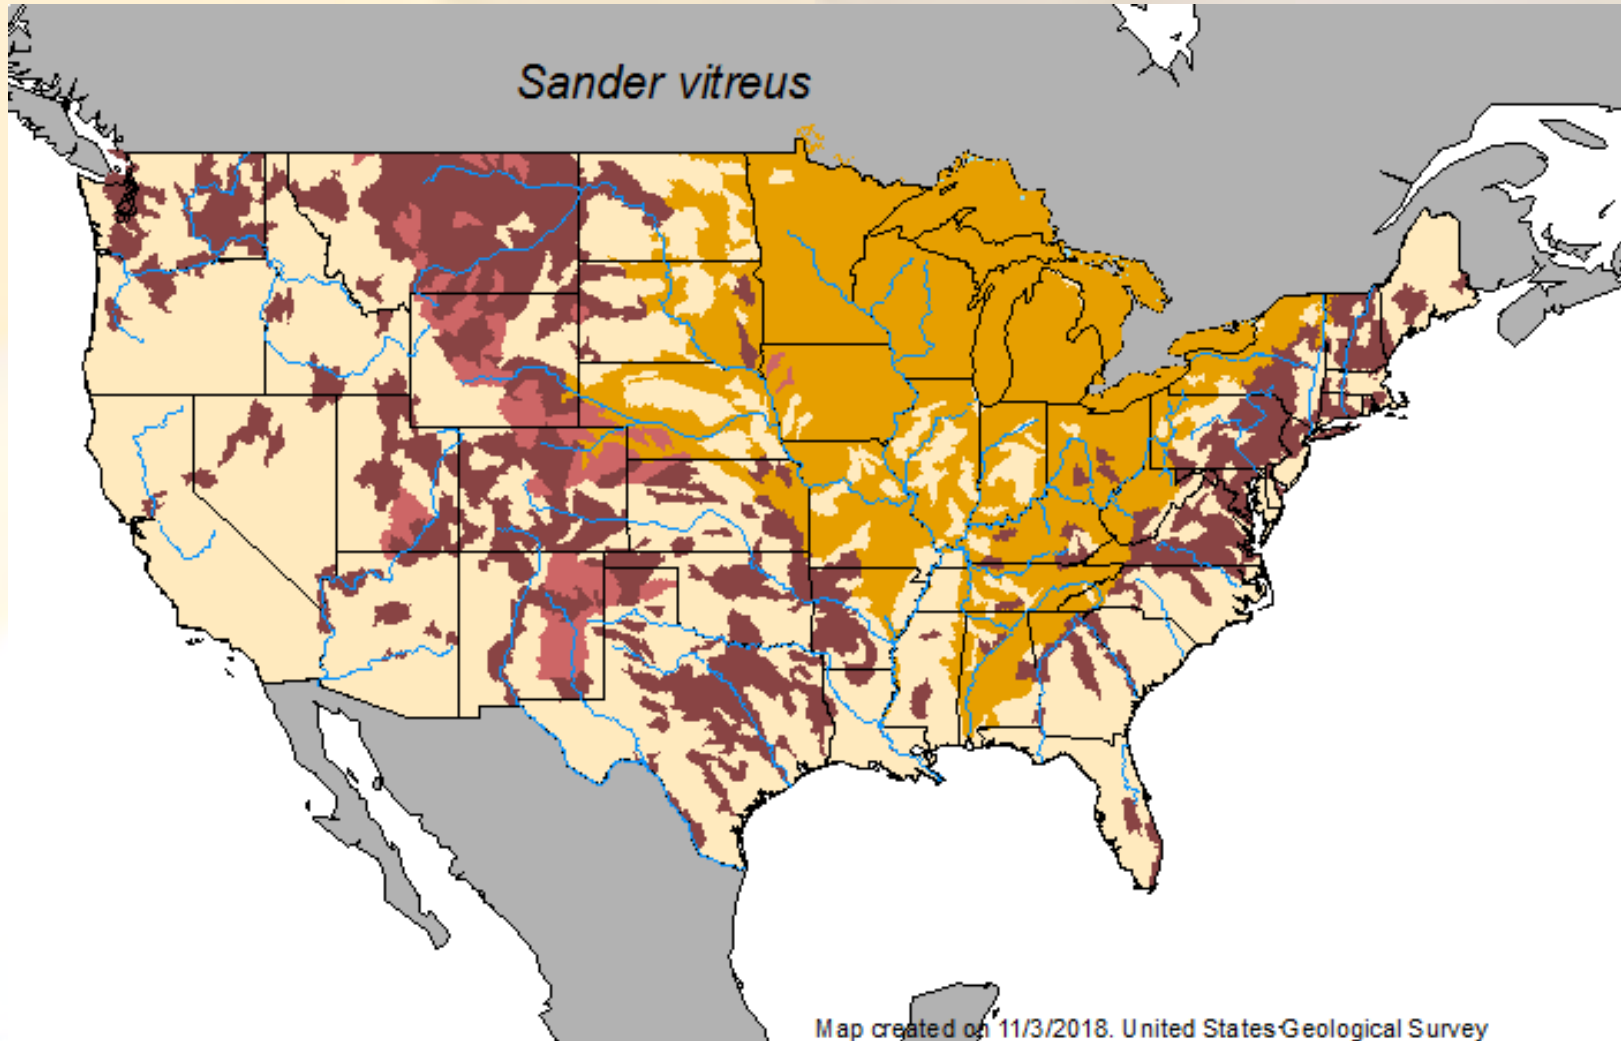 Sander vitreus
Map created on 11/3/2018. United States Geological Survey